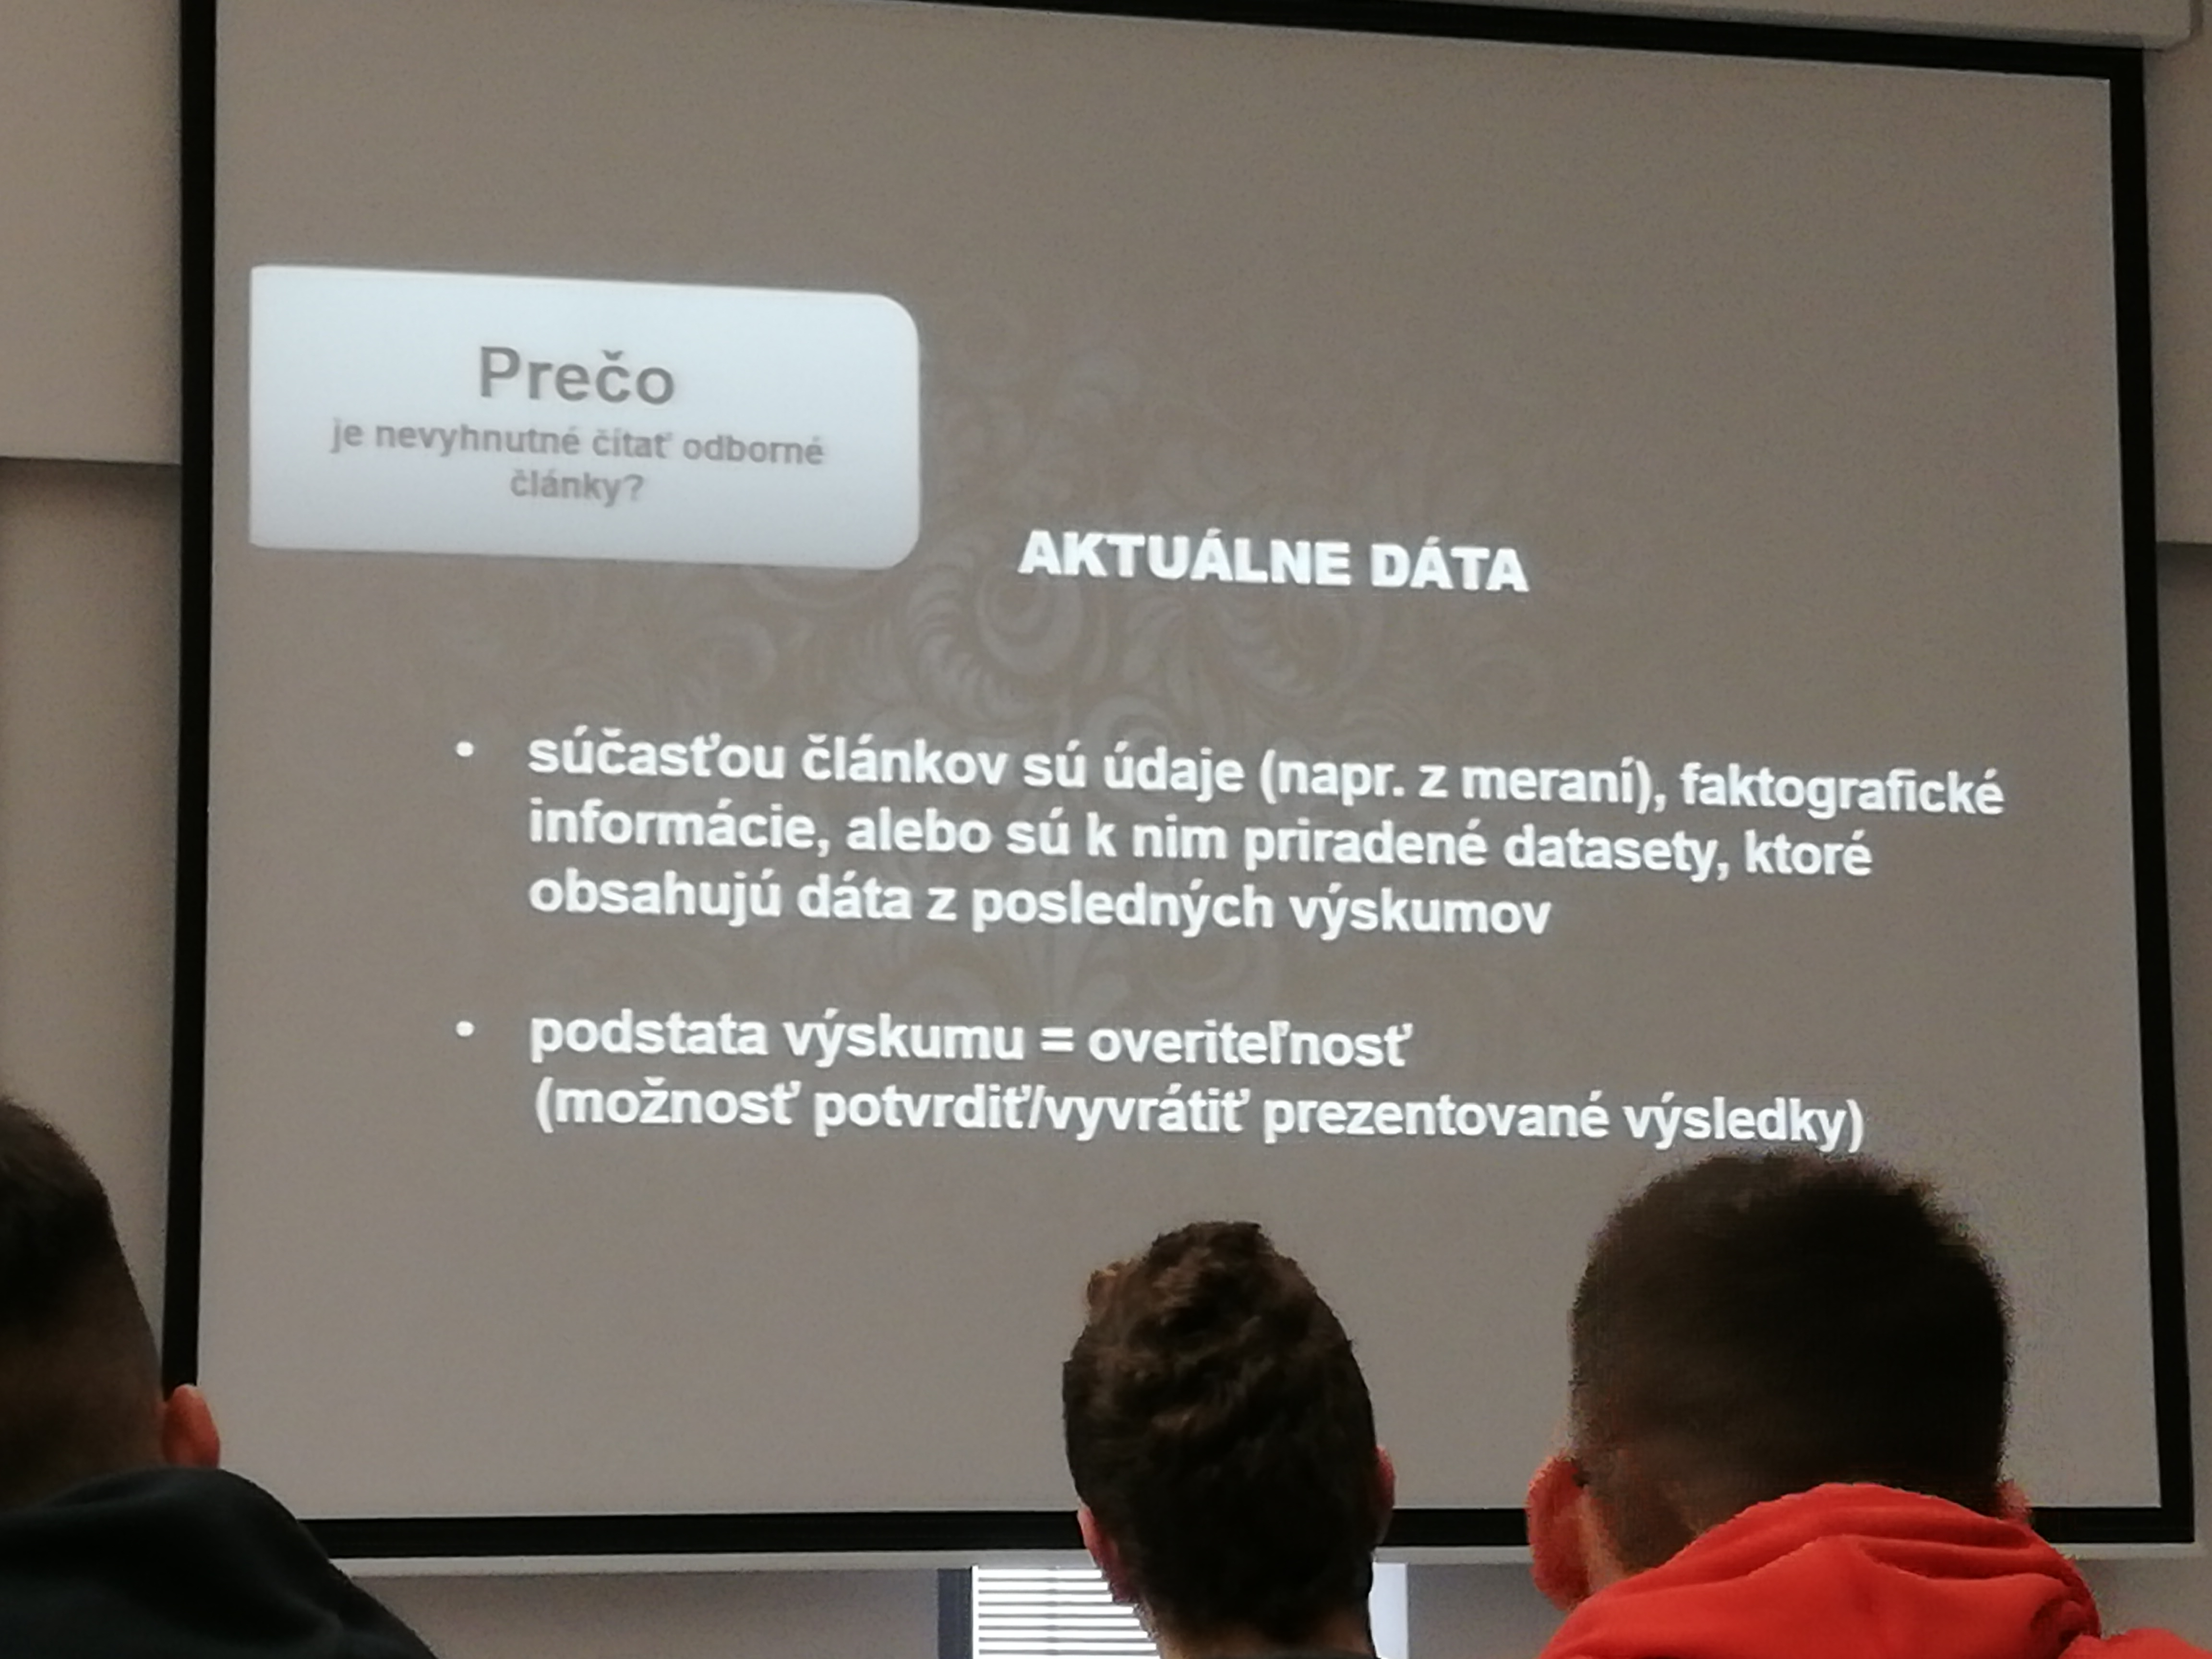 Prečo
je nevyhnutné čítať odborné
články?
AKTUÁLNE DÁTA
• súčasťou článkov sú údaje (napr. z meraní), faktografické
informácie, alebo sú k nim priradené datasety, ktoré
obsahujú dáta z posledných výskumov
• podstata výskumu = overiteľnosť
(možnosť potvrdiť/vyvrátiť prezentované výsledky)